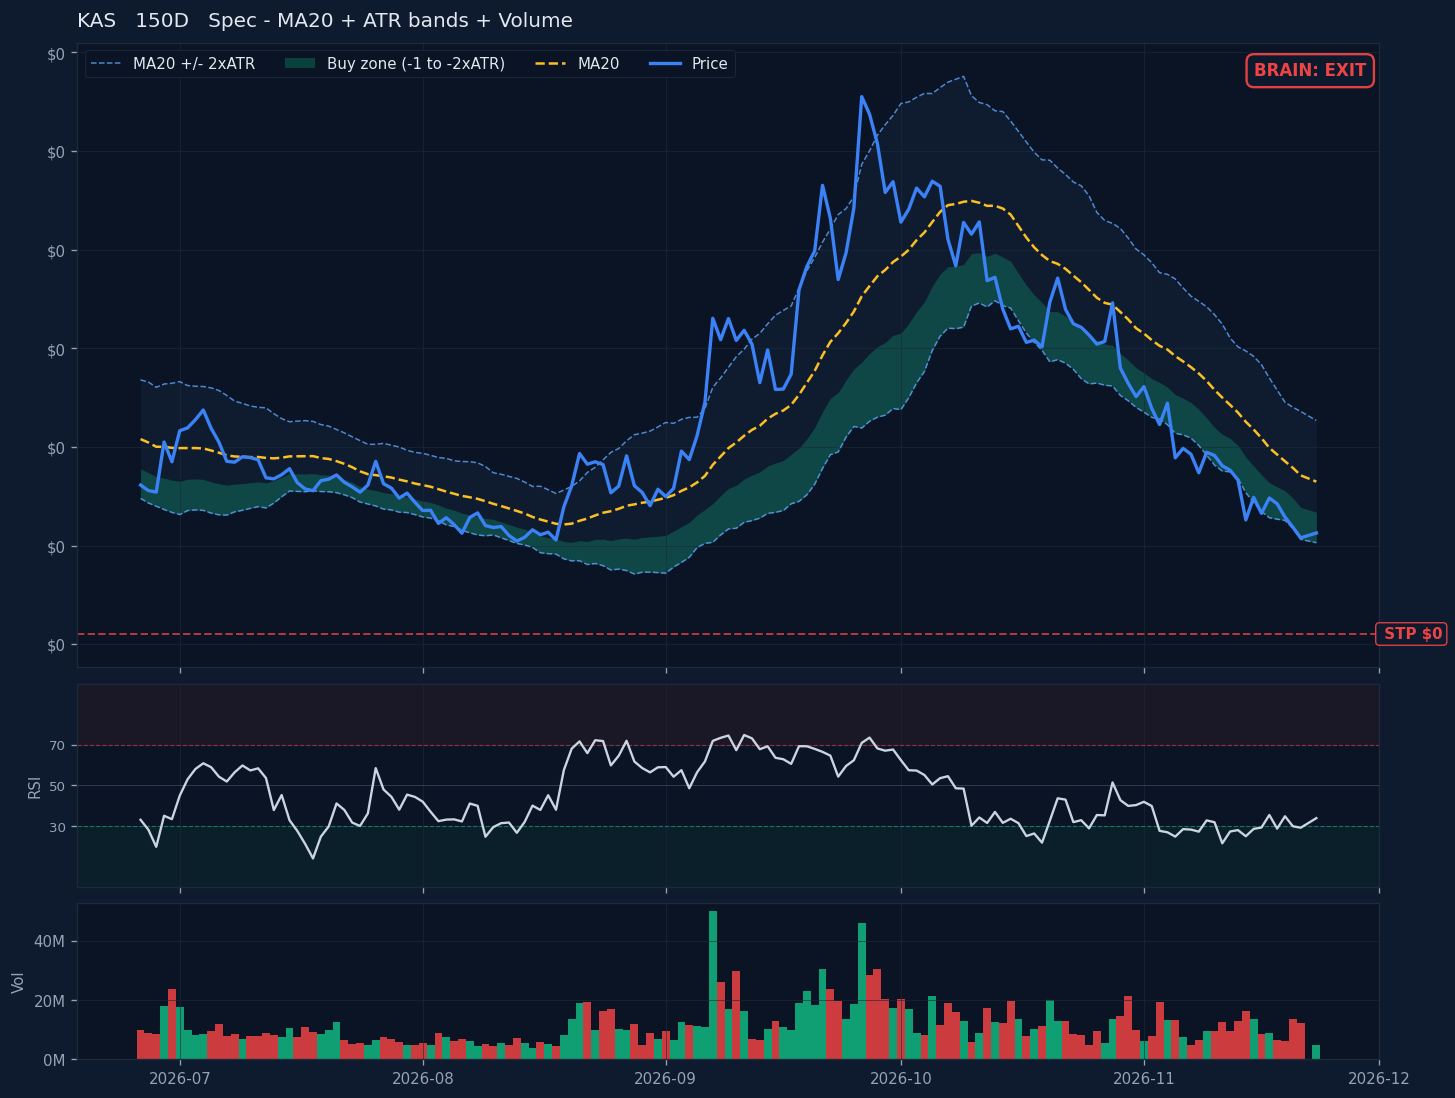 KAS 150D Spec - MA20 + ATR bands + Volume
MA20 +/- 2xATR
Buy zone (-1 to -2xATR)
MA20
Price
BRAIN: EXIT
$0
$0
$0
$0
$0
$0
$0
STP $0
RSI
70
50
30
Vol
40M
20M
0M
2026-07
2026-08
2026-09
2026-10
2026-11
2026-12